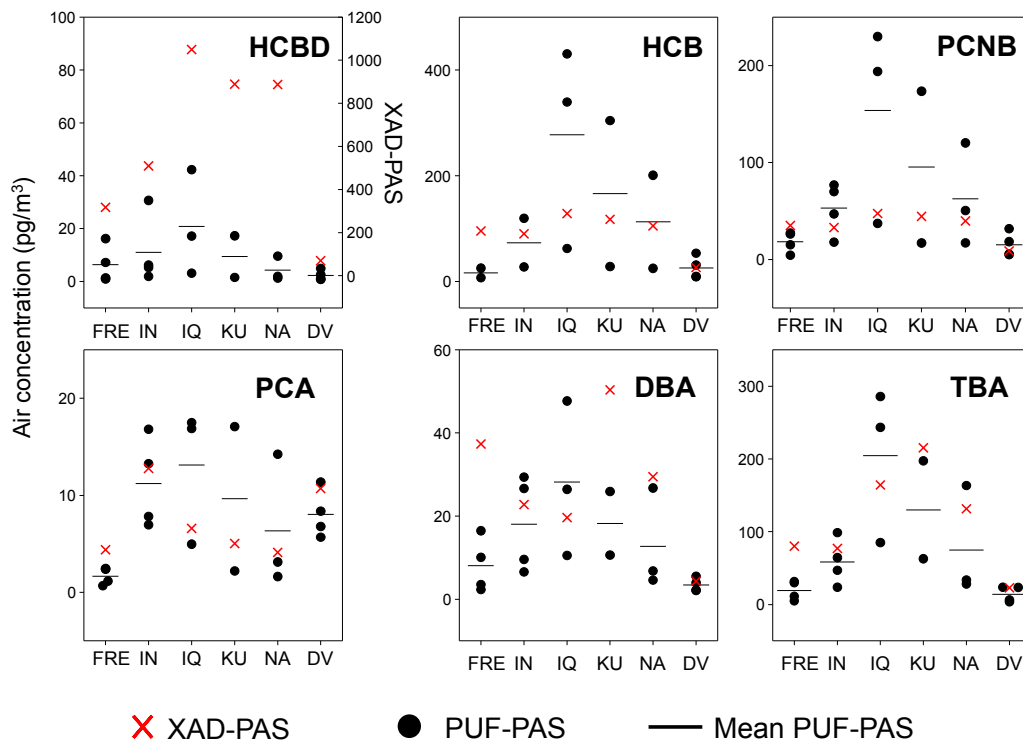 Air concentration (pg/m³)
HCBD
100
80
60
40
20
0
1200
1000
800
600
400
200
0
XAD-PAS
FRE IN IQ KU NA DV
HCB
400
200
0
FRE IN IQ KU NA DV
PCNB
200
100
0
FRE IN IQ KU NA DV
PCA
20
10
0
FRE IN IQ KU NA DV
DBA
60
40
20
0
FRE IN IQ KU NA DV
TBA
300
200
100
0
FRE IN IQ KU NA DV
XAD-PAS PUF-PAS Mean PUF-PAS